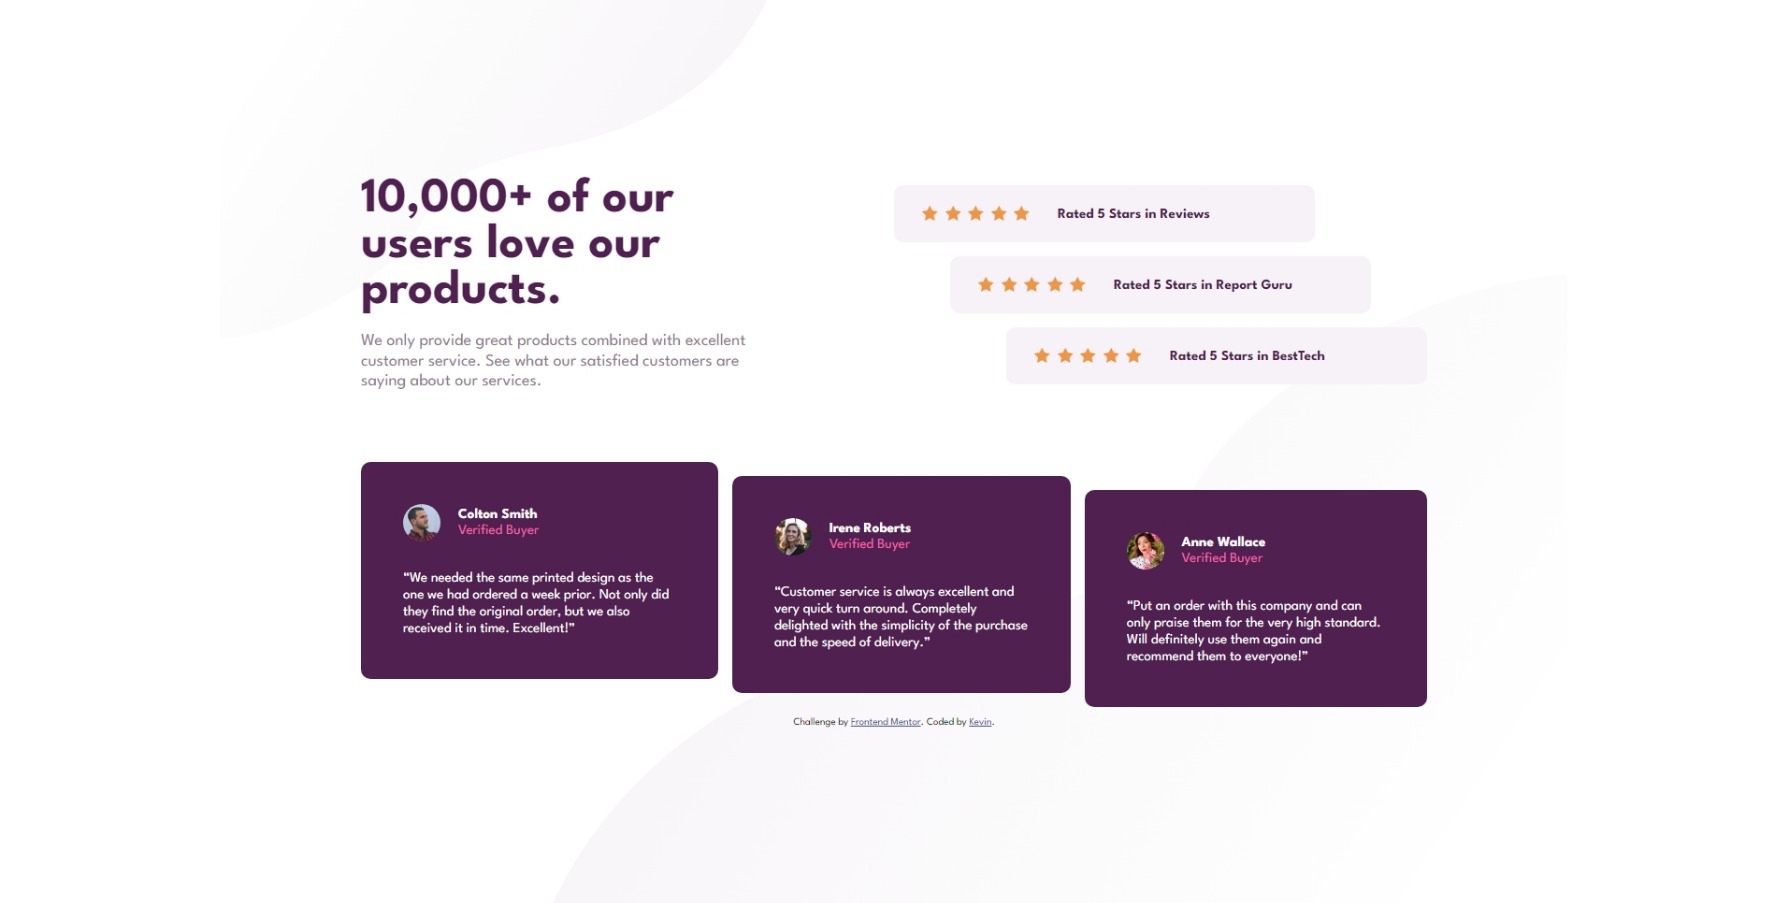 10,000+ of our
users love our
products.
We only provide great products combined with excellent
customer service. See what our satisfied customers are
saying about our services.
Rated 5 Stars in Reviews
Rated 5 Stars in Report Guru
Rated 5 Stars in BestTech
Colton Smith
Verified Buyer
“We needed the same printed design as the
one we had ordered a week prior. Not only did
they find the original order, but we also
received it in time. Excellent!”
Irene Roberts
Verified Buyer
“Customer service is always excellent and
very quick turn around. Completely
delighted with the simplicity of the purchase
and the speed of delivery.”
Anne Wallace
Verified Buyer
“Put an order with this company and can
only praise them for the very high standard.
Will definitely use them again and
recommend them to everyone!”
Challenge by Frontend Mentor. Coded by Kevin.